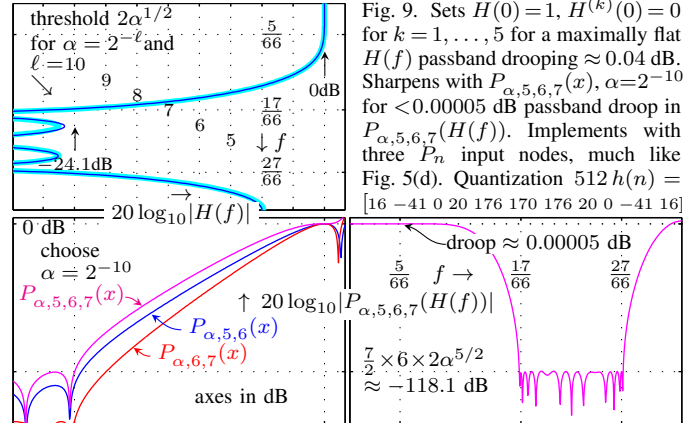 threshold 2α^{1/2}
for α = 2^{-ℓ} and
ℓ=10
9
8
7
6
5
5/66
17/66
↓ f
27/66
0dB
−24.1dB
→
20 log₁₀|H(f)|
Fig. 9. Sets H(0)=1, H^{(k)}(0)=0
for k=1, . . . , 5 for a maximally flat
H(f) passband drooping ≈ 0.04 dB.
Sharpens with P_{α,5,6,7}(x), α=2^{−10}
for <0.00005 dB passband droop in
P_{α,5,6,7}(H(f)). Implements with
three P_n input nodes, much like
Fig. 5(d). Quantization 512 h(n) =
[16 −41 0 20 176 170 176 20 0 −41 16]
0 dB
choose
α = 2^{−10}
P_{α,5,6,7}(x)
P_{α,5,6}(x)
P_{α,6,7}(x)
axes in dB
droop ≈ 0.00005 dB
5/66 f → 17/66 27/66
↑ 20 log₁₀|P_{α,5,6,7}(H(f))|
7/2 ×6×2α^{5/2}
≈ −118.1 dB